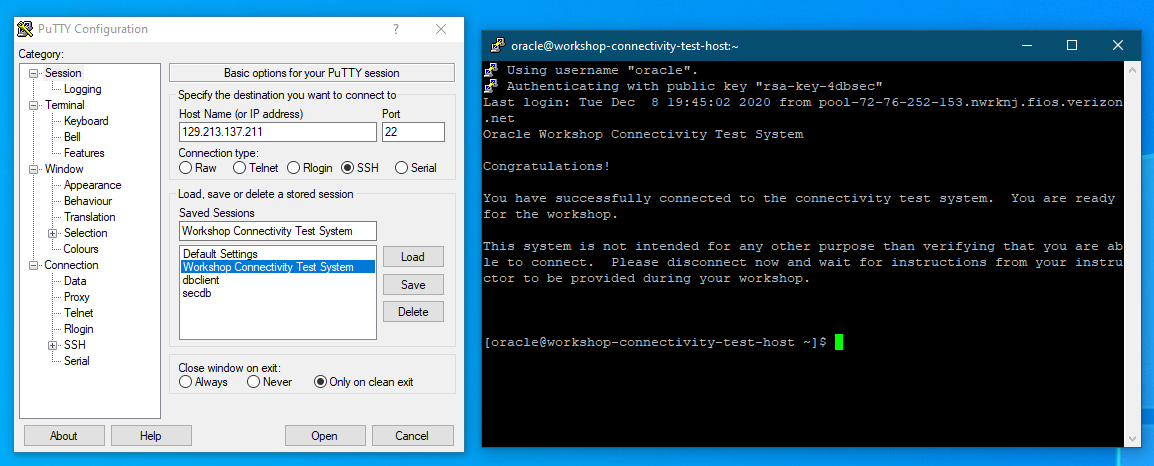 PuTTY Configuration
?
Category:
Session
Logging
Terminal
Keyboard
Bell
Features
Window
Appearance
Behaviour
Translation
Selection
Colours
Connection
Data
Proxy
Telnet
Rlogin
SSH
Serial
Basic options for your PuTTY session
Specify the destination you want to connect to
Host Name (or IP address) Port
129.213.137.211 22
Connection type:
Raw Telnet Rlogin SSH Serial
Load, save or delete a stored session
Saved Sessions
Workshop Connectivity Test System
Default Settings
Workshop Connectivity Test System
dbclient
secdb
Load
Save
Delete
Close window on exit:
Always Never Only on clean exit
About Help Open Cancel
oracle@workshop-connectivity-test-host:~
Using username "oracle".
Authenticating with public key "rsa-key-4dbsec"
Last login: Tue Dec  8 19:45:02 2020 from pool-72-76-252-153.nwrknj.fios.verizon
.net
Oracle Workshop Connectivity Test System
Congratulations!
You have successfully connected to the connectivity test system.  You are ready
for the workshop.
This system is not intended for any other purpose than verifying that you are ab
le to connect.  Please disconnect now and wait for instructions from your instru
ctor to be provided during your workshop.
[oracle@workshop-connectivity-test-host ~]$